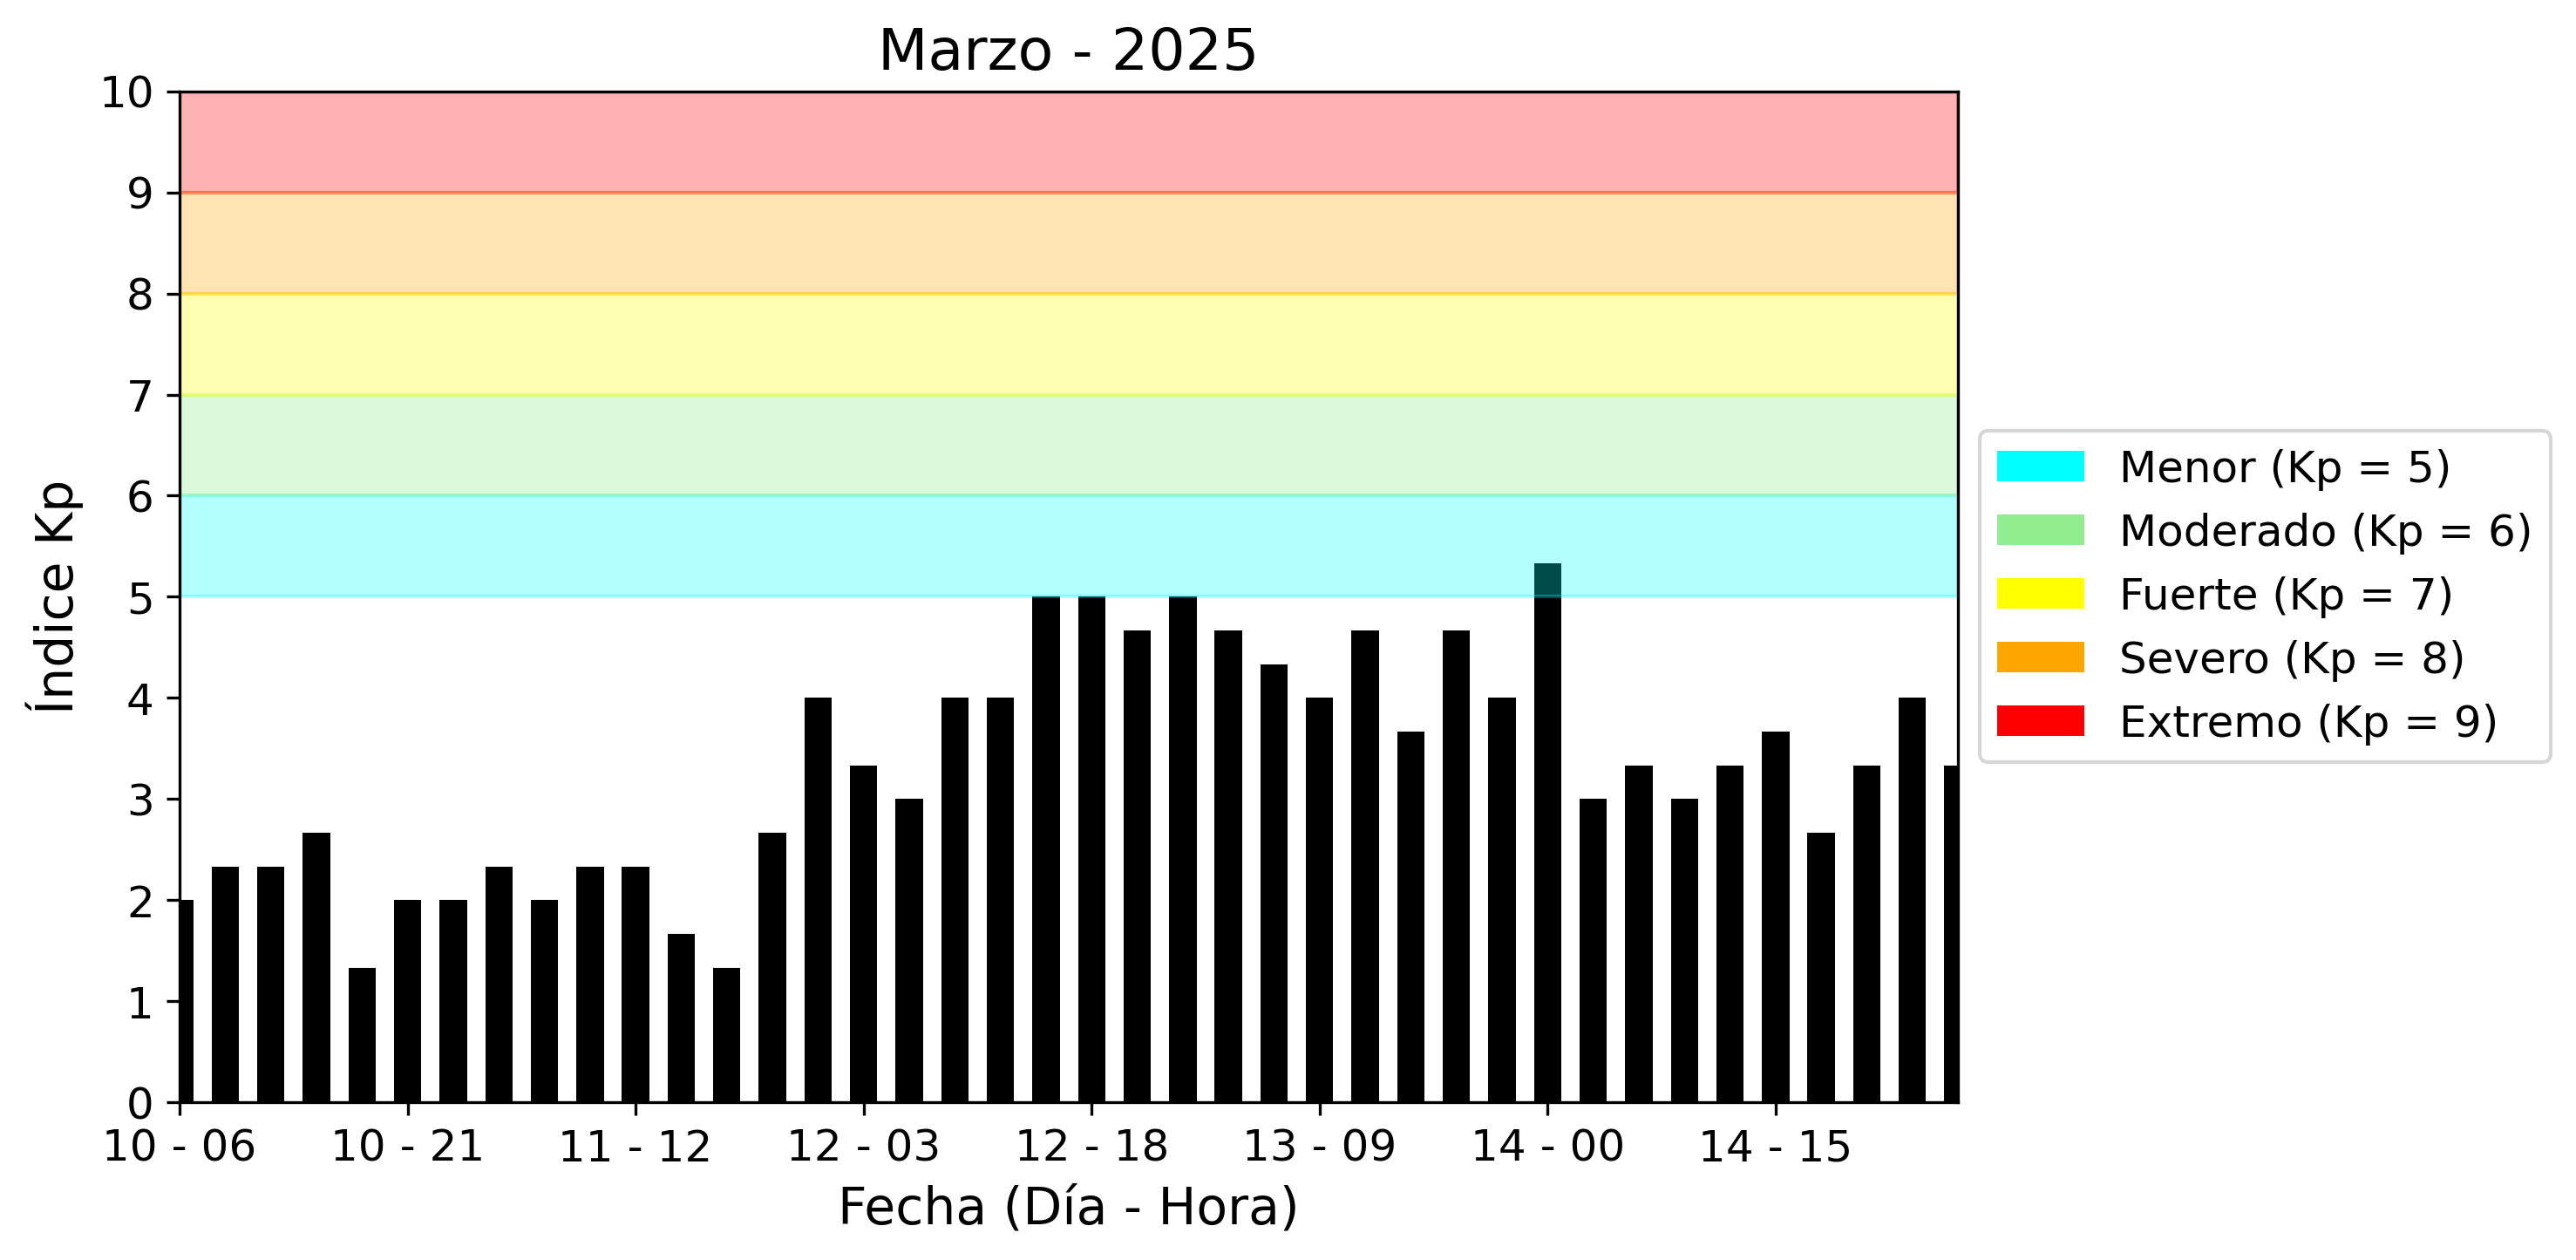 Marzo - 2025
10
9
8
7
6
5
4
3
2
1
0
Índice Kp
10 - 06
10 - 21
11 - 12
12 - 03
12 - 18
13 - 09
14 - 00
14 - 15
Fecha (Día - Hora)
Menor (Kp = 5)
Moderado (Kp = 6)
Fuerte (Kp = 7)
Severo (Kp = 8)
Extremo (Kp = 9)